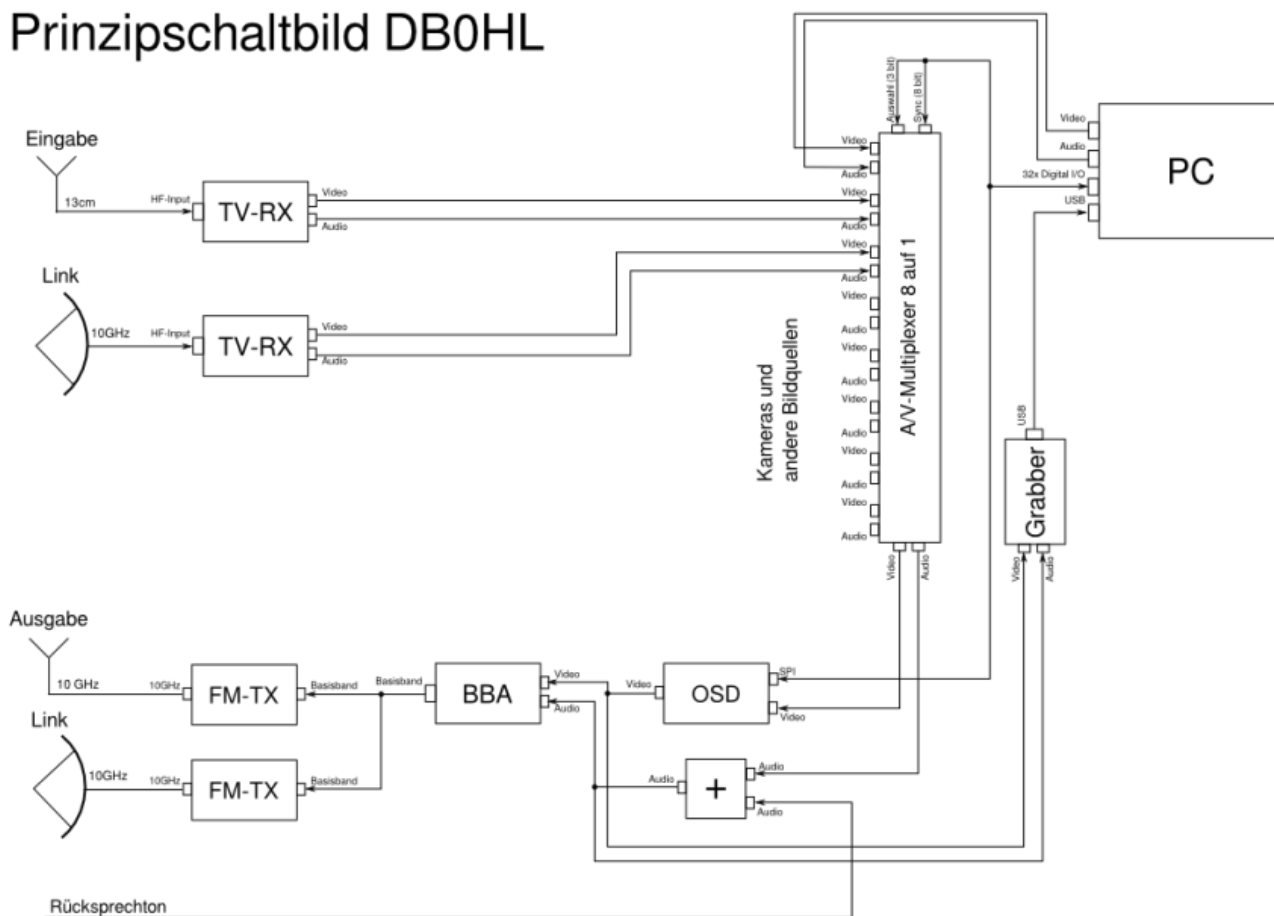 Prinzipschaltbild DB0HL
Eingabe
13cm
HF-Input
TV-RX
Video
Audio
Link
10GHz
HF-Input
TV-RX
Video
Audio
Kameras und
andere Bildquellen
Auswahl (3 bit)
Sync (8 bit)
Video
Audio
Video
Audio
Video
Audio
Video
Audio
Video
Audio
Video
Audio
Video
Audio
Video
Audio
A/V-Multiplexer 8 auf 1
Video
Audio
Video
Audio
32x Digital I/O
USB
PC
USB
Grabber
Video
Audio
Ausgabe
10 GHz
10GHz
FM-TX
Basisband
Basisband
BBA
Video
Audio
Video
OSD
SPI
Video
Link
10GHz
10GHz
FM-TX
Basisband
Audio
+
Audio
Audio
Rücksprechton